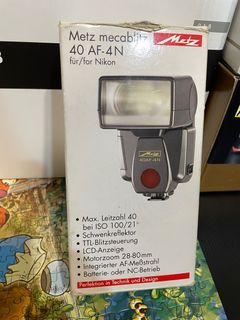 Metz mecablitz
40 AF-4N
für/for Nikon
Metz
Metz
40AF-4N
• Max. Leitzahl 40
bei ISO 100/21°
• Schwenkreflektor
• TTL-Blitzsteuerung
• LCD-Anzeige
• Motorzoom 28-80mm
• Integrierter AF-Meßstrahl
• Batterie- oder NC-Betrieb
Perfektion in Technik und Design